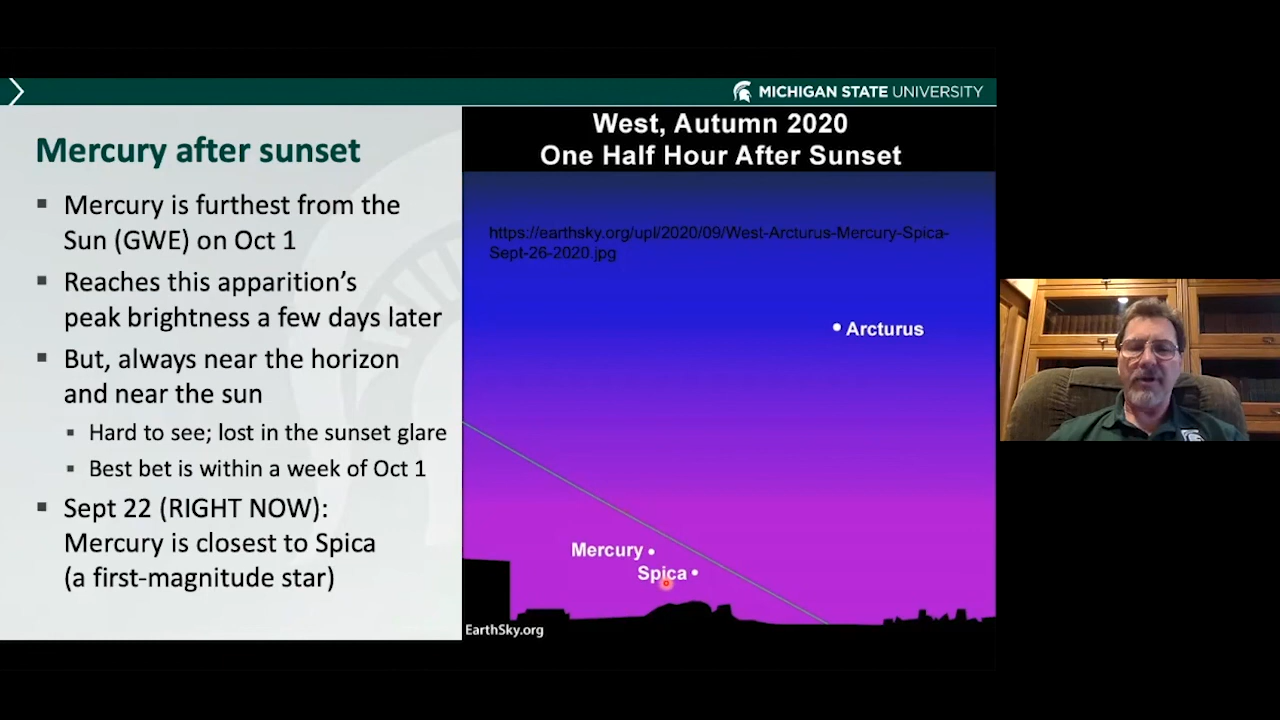 MICHIGAN STATE UNIVERSITY
Mercury after sunset
Mercury is furthest from the
Sun (GWE) on Oct 1
Reaches this apparition's
peak brightness a few days later
But, always near the horizon
and near the sun
Hard to see; lost in the sunset glare
Best bet is within a week of Oct 1
Sept 22 (RIGHT NOW):
Mercury is closest to Spica
(a first-magnitude star)
West, Autumn 2020
One Half Hour After Sunset
https://earthsky.org/upl/2020/09/West-Arcturus-Mercury-Spica-
Sept-26-2020.jpg
Arcturus
Mercury
Spica
EarthSky.org